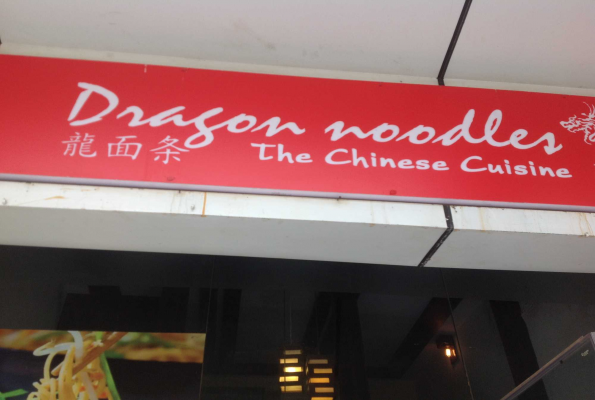 Dragon noodles
龍面条 The Chinese Cuisine